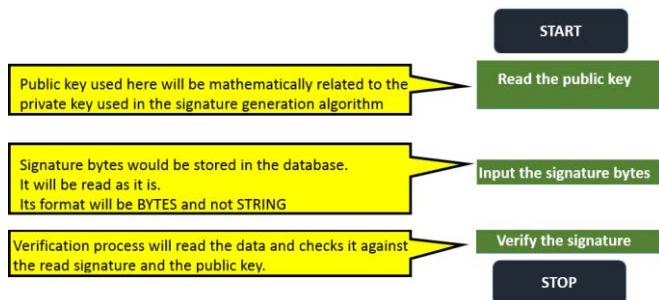 START
Public key used here will be mathematically related to the
private key used in the signature generation algorithm
Read the public key
Signature bytes would be stored in the database.
It will be read as it is.
Its format will be BYTES and not STRING
Input the signature bytes
Verification process will read the data and checks it against
the read signature and the public key.
Verify the signature
STOP